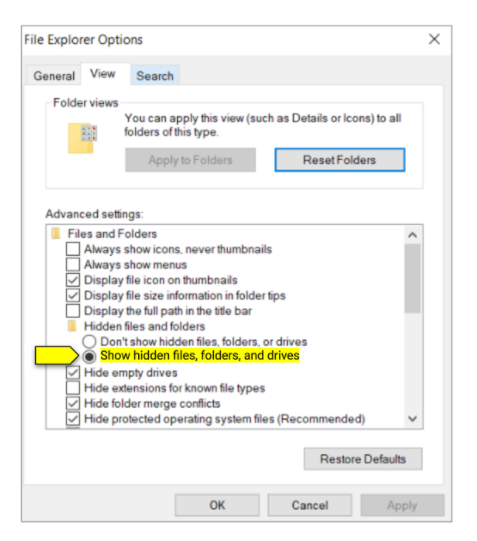 File Explorer Options
General View Search
Folder views
You can apply this view (such as Details or Icons) to all
folders of this type.
Apply to Folders Reset Folders
Advanced settings:
Files and Folders
Always show icons, never thumbnails
Always show menus
Display file icon on thumbnails
Display file size information in folder tips
Display the full path in the title bar
Hidden files and folders
Don't show hidden files, folders, or drives
Show hidden files, folders, and drives
Hide empty drives
Hide extensions for known file types
Hide folder merge conflicts
Hide protected operating system files (Recommended)
Restore Defaults
OK Cancel Apply